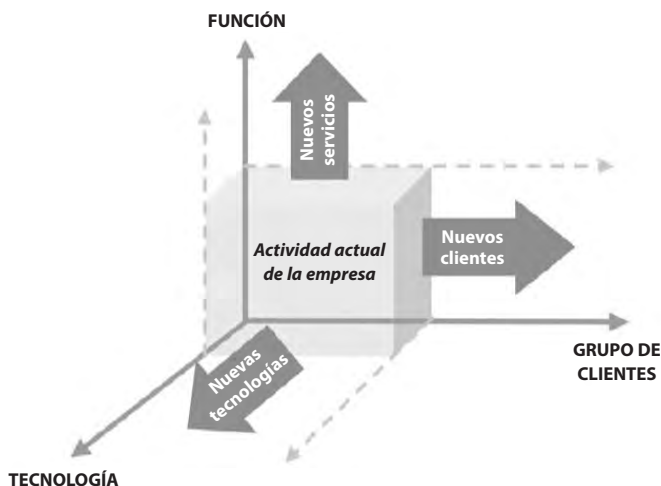 FUNCIÓN
Nuevos
servicios
Actividad actual
de la empresa
Nuevos
clientes
Nuevas
tecnologías
GRUPO DE
CLIENTES
TECNOLOGÍA